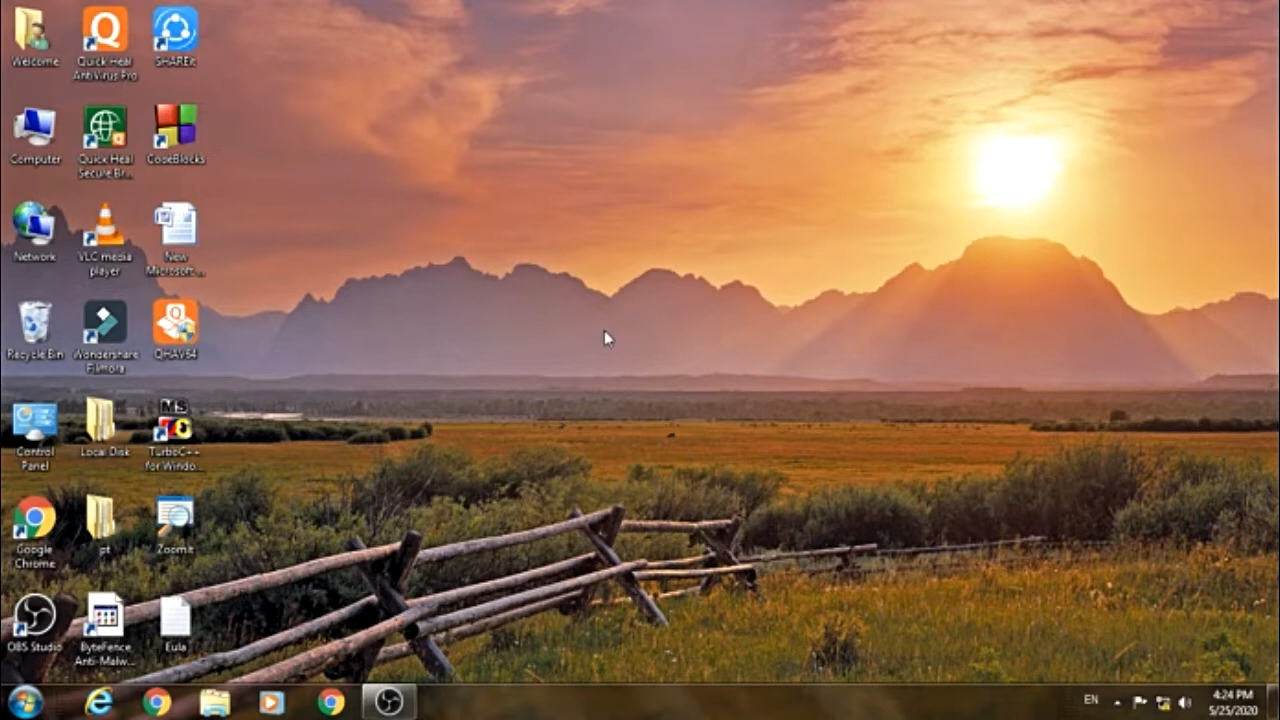 Welcome
Quick Heal
AntiVirus Pro
SHAREit
Computer
Quick Heal
Secure Br...
CodeBlocks
Network
VLC media
player
New
Microsoft...
Recycle Bin
Wondershare
Filmora
QHAV64
Control
Panel
Local Disk
MS
TurboC++
for Windo...
Google
Chrome
pt
ZoomIt
OBS Studio
ByteFence
Anti-Malw...
Eula
EN
4:24 PM
5/25/2020